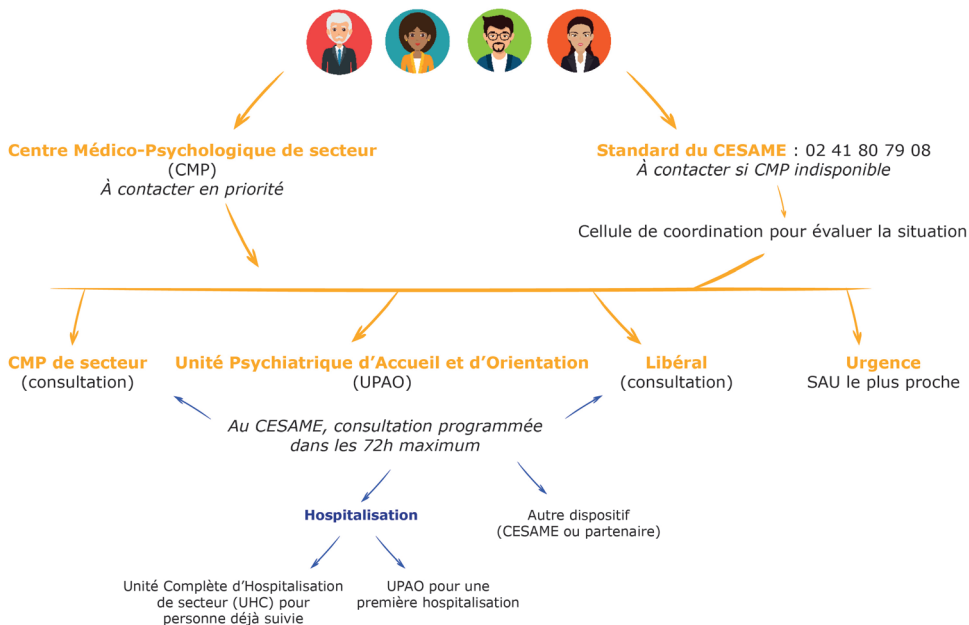 Centre Médico-Psychologique de secteur
(CMP)
À contacter en priorité
Standard du CESAME : 02 41 80 79 08
À contacter si CMP indisponible
Cellule de coordination pour évaluer la situation
CMP de secteur
(consultation)
Unité Psychiatrique d’Accueil et d’Orientation
(UPAO)
Libéral
(consultation)
Urgence
SAU le plus proche
Au CESAME, consultation programmée
dans les 72h maximum
Hospitalisation
Autre dispositif
(CESAME ou partenaire)
Unité Complète d’Hospitalisation
de secteur (UHC) pour
personne déjà suivie
UPAO pour une
première hospitalisation